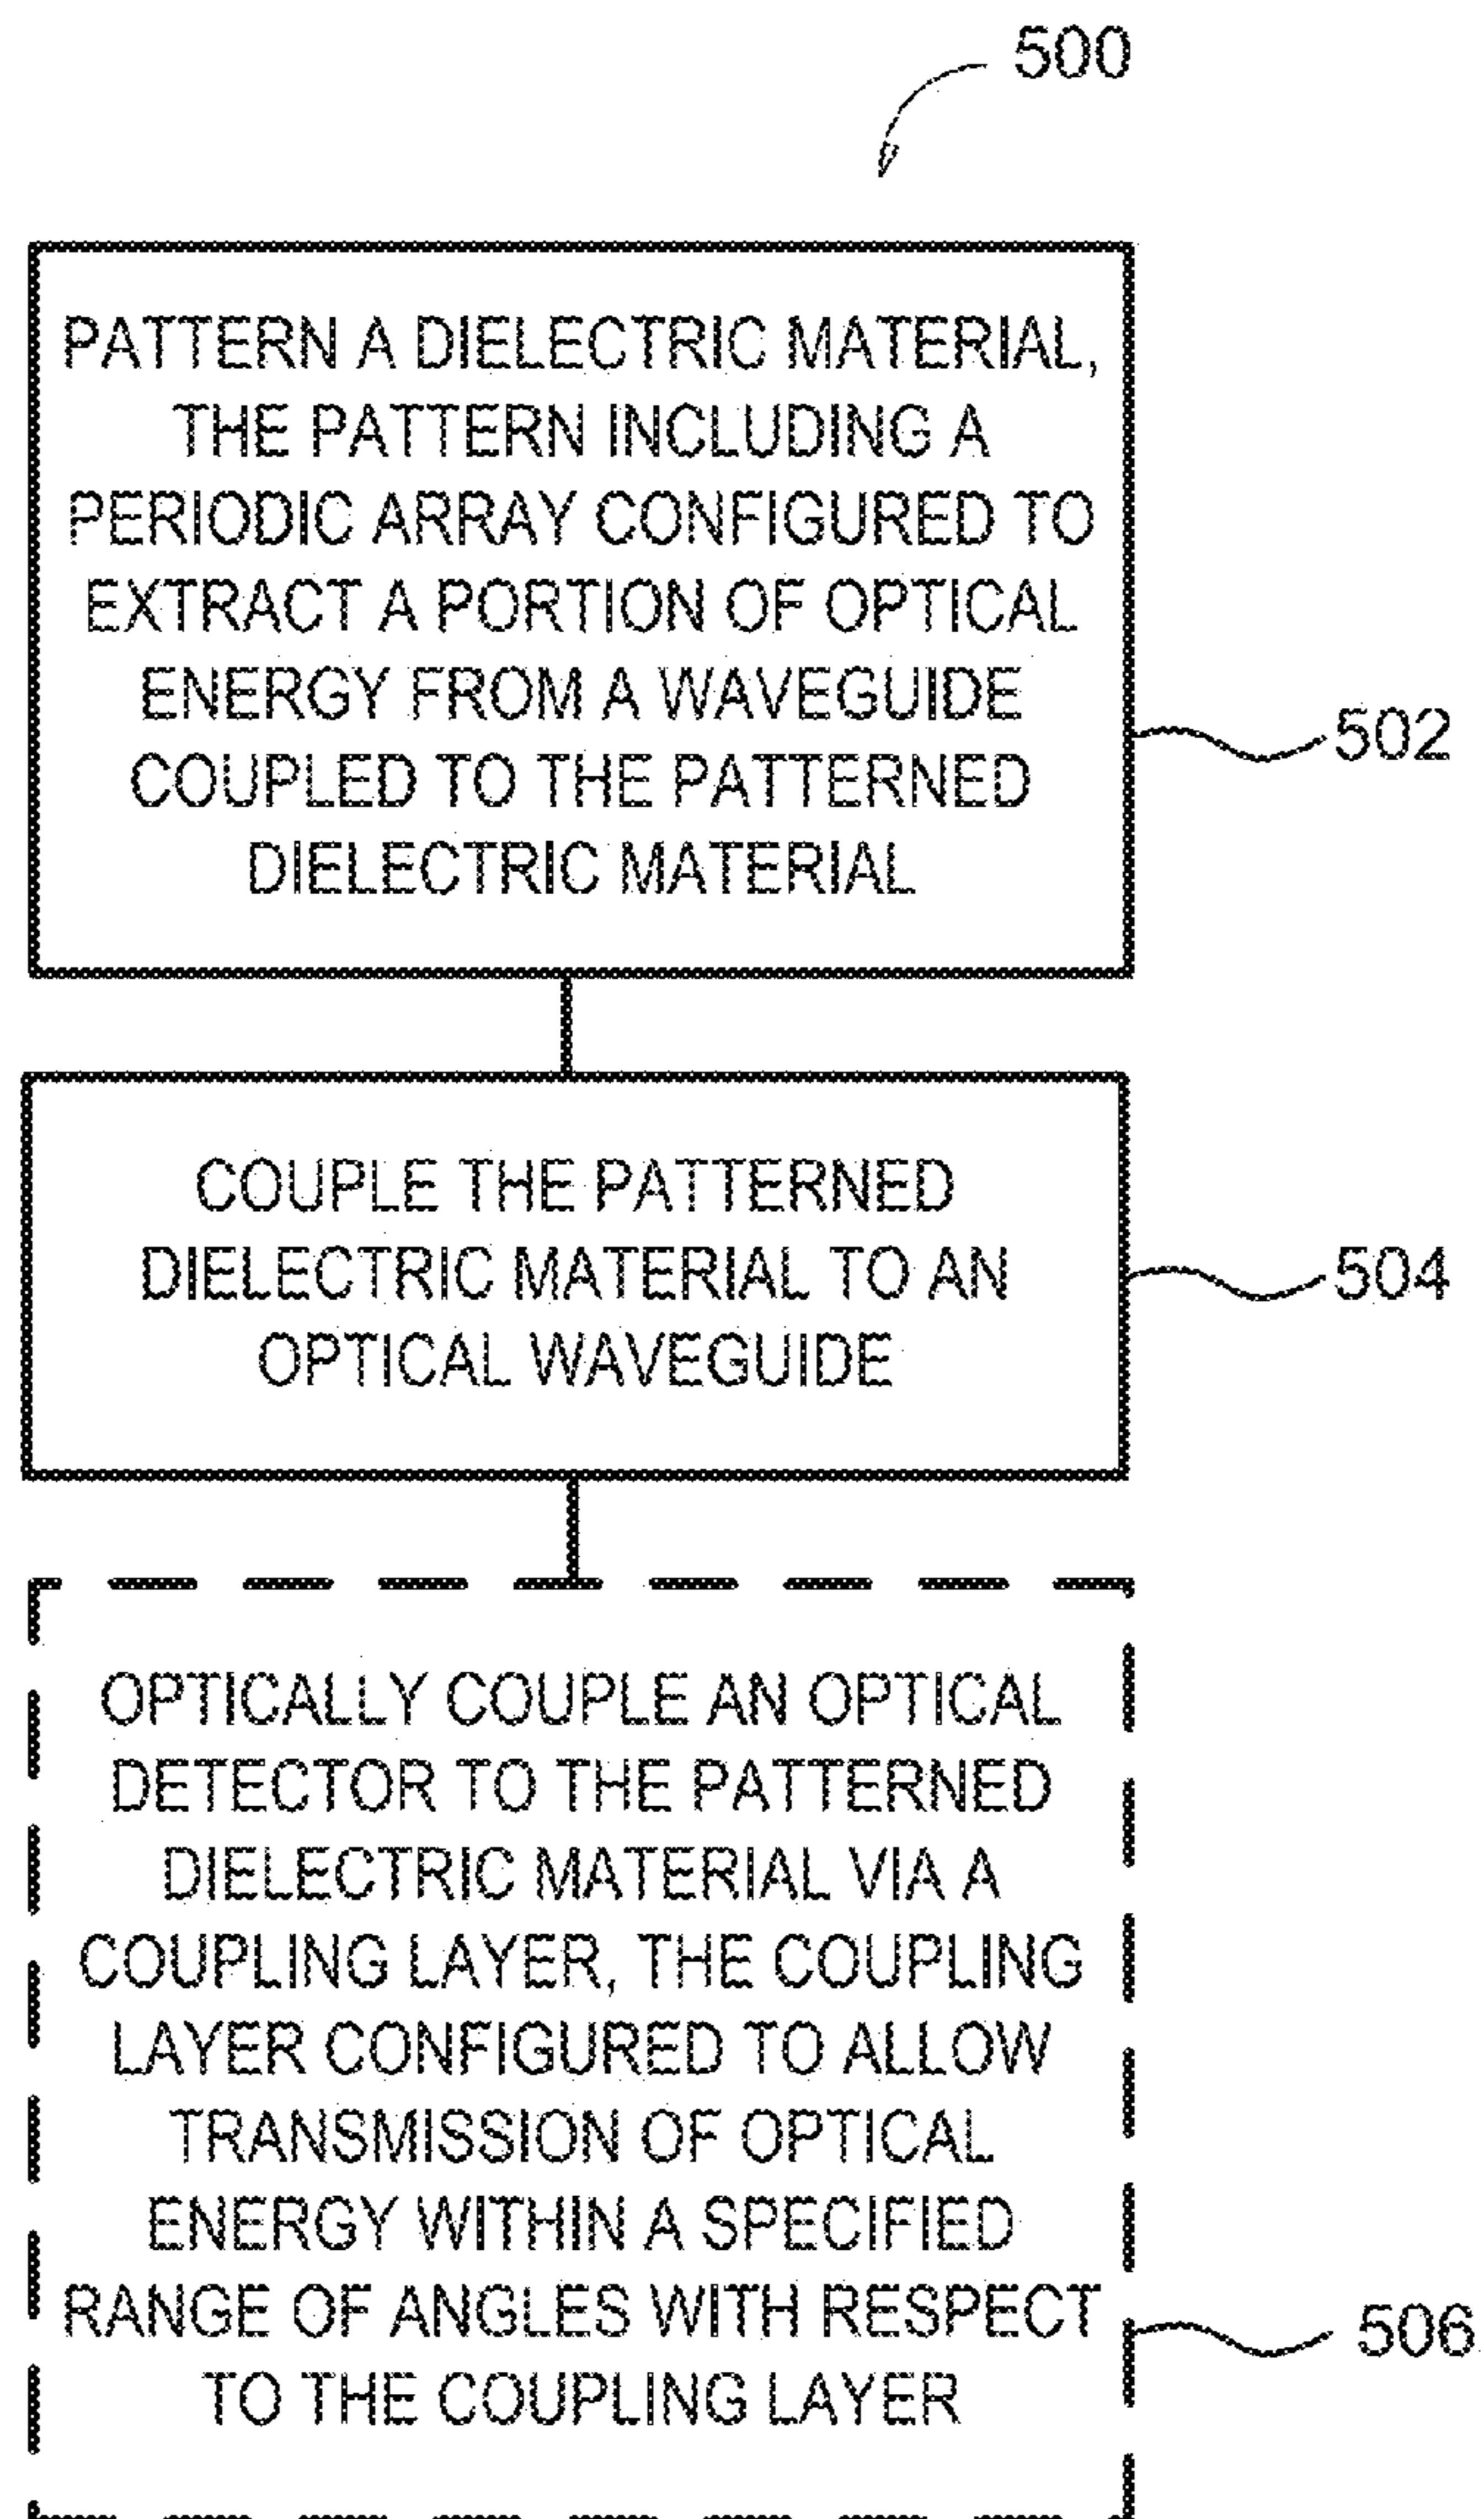 500
PATTERN A DIELECTRIC MATERIAL,
THE PATTERN INCLUDING A
PERIODIC ARRAY CONFIGURED TO
EXTRACT A PORTION OF OPTICAL
ENERGY FROM A WAVEGUIDE
COUPLED TO THE PATTERNED
DIELECTRIC MATERIAL
502
COUPLE THE PATTERNED
DIELECTRIC MATERIAL TO AN
OPTICAL WAVEGUIDE
504
OPTICALLY COUPLE AN OPTICAL
DETECTOR TO THE PATTERNED
DIELECTRIC MATERIAL VIA A
COUPLING LAYER, THE COUPLING
LAYER CONFIGURED TO ALLOW
TRANSMISSION OF OPTICAL
ENERGY WITHIN A SPECIFIED
RANGE OF ANGLES WITH RESPECT
TO THE COUPLING LAYER
506